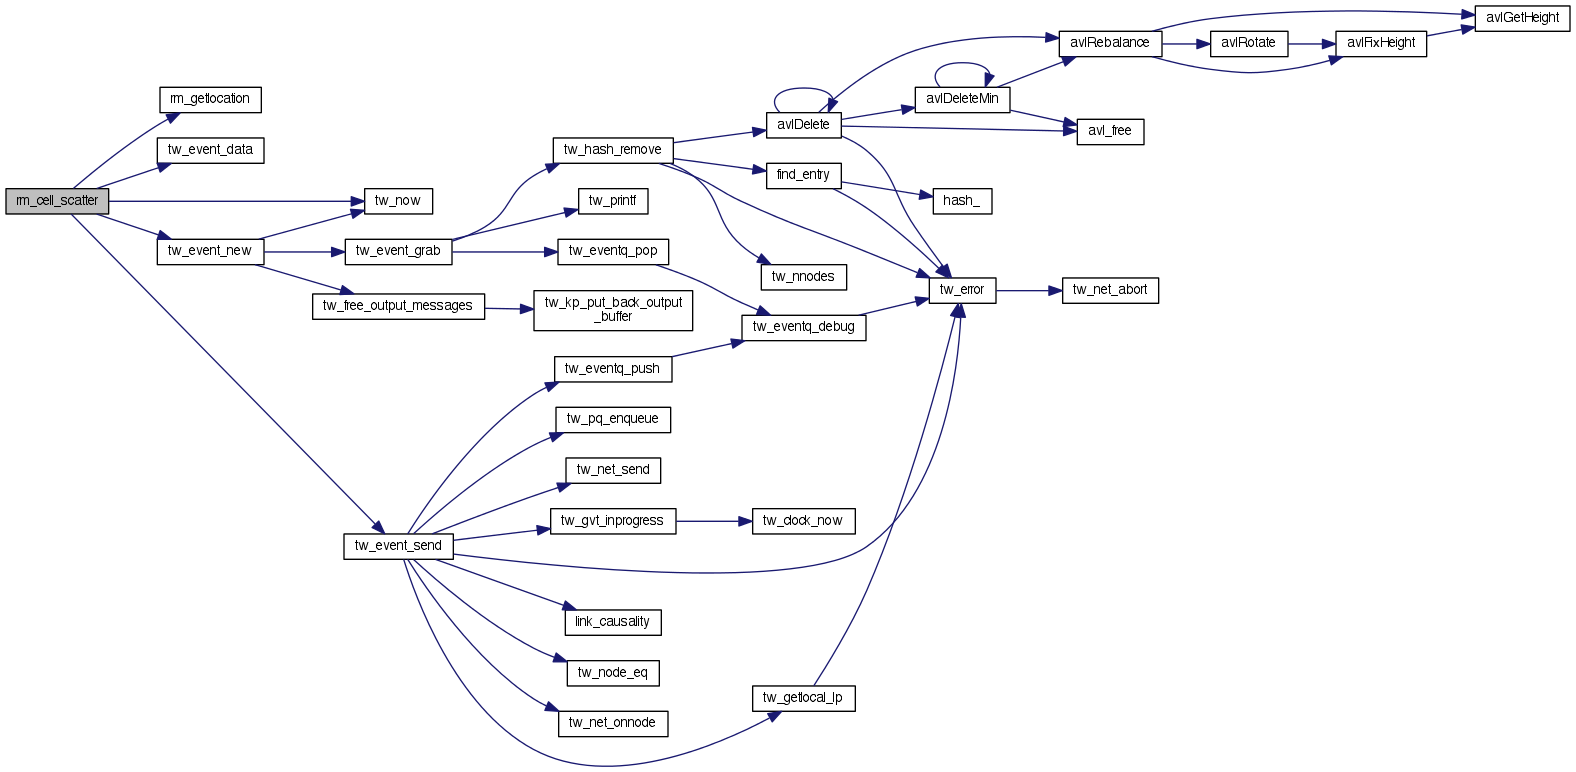 avlGetHeight
avlRebalance
avlRotate
avlFixHeight
rm_getlocation
avlDeleteMin
avlDelete
avl_free
tw_event_data
tw_hash_remove
find_entry
rm_cell_scatter
tw_now
tw_printf
hash_
tw_event_new
tw_event_grab
tw_eventq_pop
tw_nnodes
tw_error
tw_net_abort
tw_free_output_messages
tw_kp_put_back_output
_buffer
tw_eventq_debug
tw_eventq_push
tw_pq_enqueue
tw_net_send
tw_gvt_inprogress
tw_clock_now
tw_event_send
link_causality
tw_node_eq
tw_getlocal_lp
tw_net_onnode